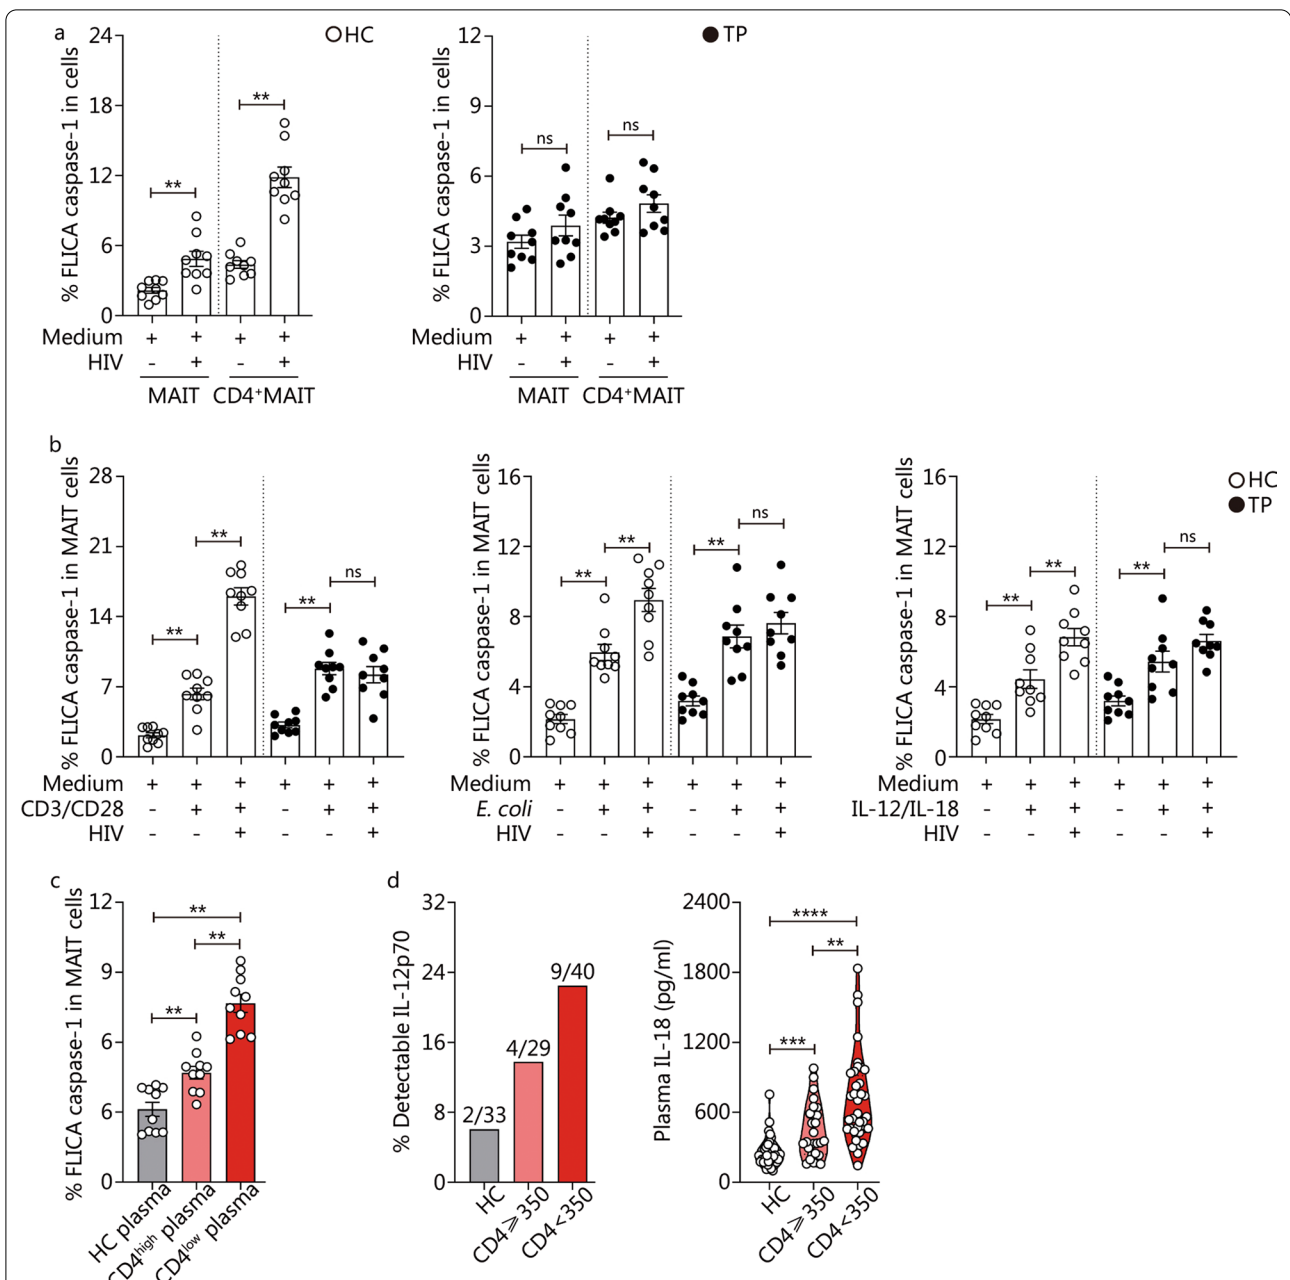 a
24
18
12
6
0
% FLICA caspase-1 in cells
HC
**
**
Medium + + + +
HIV - + - +
MAIT CD4+MAIT
12
9
6
3
0
% FLICA caspase-1 in cells
TP
ns
ns
Medium + + + +
HIV - + - +
MAIT CD4+MAIT
b
28
21
14
7
0
% FLICA caspase-1 in MAIT cells
**
**
**
ns
Medium + + + + + +
CD3/CD28 - + + - + +
HIV - - + - - +
16
12
8
4
0
% FLICA caspase-1 in MAIT cells
**
**
**
ns
Medium + + + + + +
E. coli - + + - + +
HIV - - + - - +
16
12
8
4
0
% FLICA caspase-1 in MAIT cells
HC
TP
**
**
**
ns
Medium + + + + + +
IL-12/IL-18 - + + - + +
HIV - - + - - +
c
12
9
6
6
0
% FLICA caspase-1 in MAIT cells
**
**
**
HC plasma
CD4high plasma
CD4low plasma
d
32
24
16
8
0
% Detectable IL-12p70
2/33
4/29
9/40
HC
CD4⩾350
CD4<350
2400
1800
1200
600
0
Plasma IL-18 (pg/ml)
****
**
***
HC
CD4⩾350
CD4<350